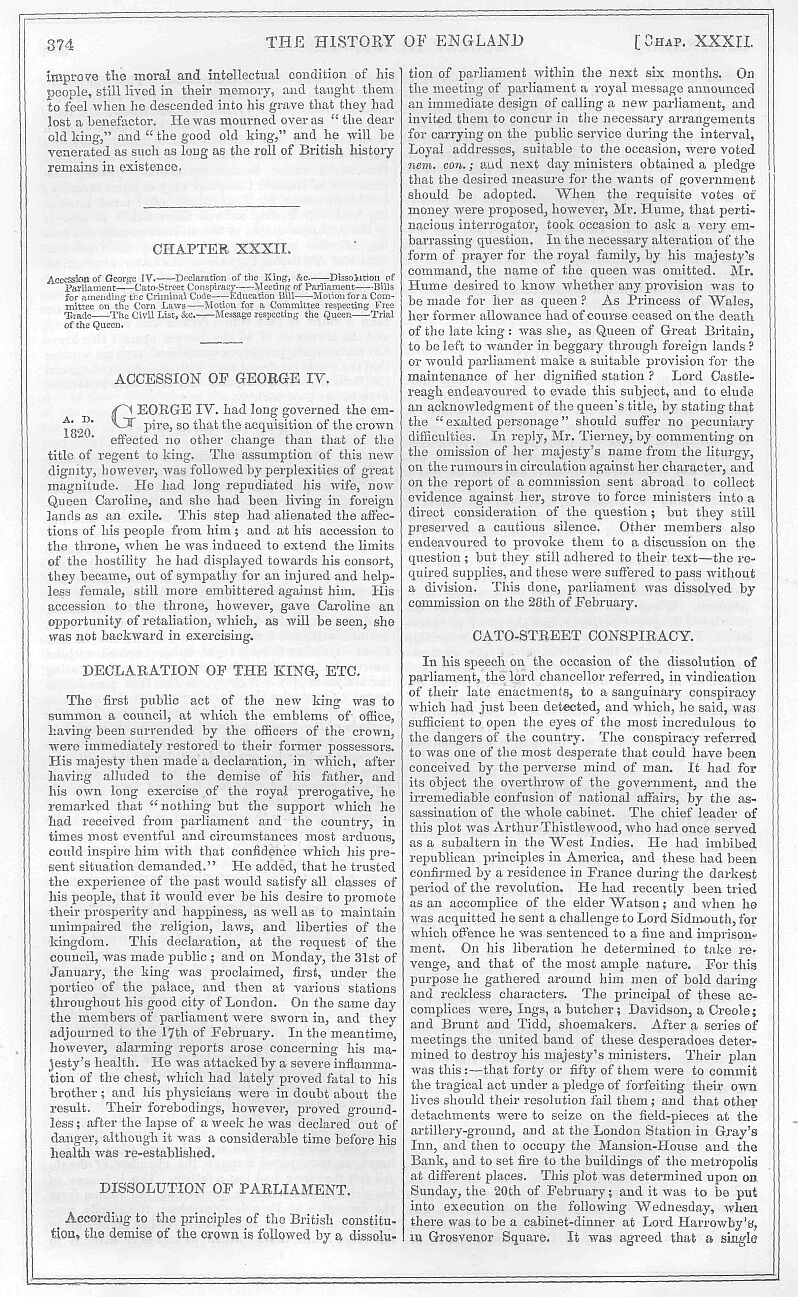 374 THE HISTORY OF ENGLAND [CHAP. XXXII.
improve the moral and intellectual condition of his
people, still lived in their memory, and taught them
to feel when he descended into his grave that they had
lost a benefactor. He was mourned over as “ the dear
old king,” and “ the good old king,” and he will be
venerated as such as long as the roll of British history
remains in existence.
CHAPTER XXXII.
Accession of George IV.——Declaration of the King, &c.——Dissolution of
Parliament——Cato-Street Conspiracy——Meeting of Parliament——Bills
for amending the Criminal Code——Education Bill——Motion for a Com-
mittee on the Corn Laws——Motion for a Committee respecting Free
Trade——The Civil List, &c.——Message respecting the Queen——Trial
of the Queen.
ACCESSION OF GEORGE IV.
A. D.
1820.
GEORGE IV. had long governed the em-
pire, so that the acquisition of the crown
effected no other change than that of the
title of regent to king. The assumption of this new
dignity, however, was followed by perplexities of great
magnitude. He had long repudiated his wife, now
Queen Caroline, and she had been living in foreign
lands as an exile. This step had alienated the affec-
tions of his people from him ; and at his accession to
the throne, when he was induced to extend the limits
of the hostility he had displayed towards his consort,
they became, out of sympathy for an injured and help-
less female, still more embittered against him. His
accession to the throne, however, gave Caroline an
opportunity of retaliation, which, as will be seen, she
was not backward in exercising.
DECLARATION OF THE KING, ETC.
The first public act of the new king was to
summon a council, at which the emblems of office,
having been surrended by the officers of the crown,
were immediately restored to their former possessors.
His majesty then made a declaration, in which, after
having alluded to the demise of his father, and
his own long exercise of the royal prerogative, he
remarked that “ nothing but the support which he
had received from parliament and the country, in
times most eventful and circumstances most arduous,
could inspire him with that confidence which his pre-
sent situation demanded.” He added, that he trusted
the experience of the past would satisfy all classes of
his people, that it would ever be his desire to promote
their prosperity and happiness, as well as to maintain
unimpaired the religion, laws, and liberties of the
kingdom. This declaration, at the request of the
council, was made public ; and on Monday, the 31st of
January, the king was proclaimed, first, under the
portico of the palace, and then at various stations
throughout his good city of London. On the same day
the members of parliament were sworn in, and they
adjourned to the 17th of February. In the meantime,
however, alarming reports arose concerning his ma-
jesty’s health. He was attacked by a severe inflamma-
tion of the chest, which had lately proved fatal to his
brother ; and his physicians were in doubt about the
result. Their forebodings, however, proved ground-
less ; after the lapse of a week he was declared out of
danger, although it was a considerable time before his
health was re-established.
DISSOLUTION OF PARLIAMENT.
According to the principles of the British constitu-
tion, the demise of the crown is followed by a dissolu-
tion of parliament within the next six months. On
the meeting of parliament a royal message announced
an immediate design of calling a new parliament, and
invited them to concur in the necessary arrangements
for carrying on the public service during the interval,
Loyal addresses, suitable to the occasion, were voted
nem. con. ; and next day ministers obtained a pledge
that the desired measure for the wants of government
should be adopted. When the requisite votes of
money were proposed, however, Mr. Hume, that perti-
nacious interrogator, took occasion to ask a very em-
barrassing question. In the necessary alteration of the
form of prayer for the royal family, by his majesty’s
command, the name of the queen was omitted. Mr.
Hume desired to know whether any provision was to
be made for her as queen ? As Princess of Wales,
her former allowance had of course ceased on the death
of the late king : was she, as Queen of Great Britain,
to be left to wander in beggary through foreign lands ?
or would parliament make a suitable provision for the
maintenance of her dignified station ? Lord Castle-
reagh endeavoured to evade this subject, and to elude
an acknowledgment of the queen’s title, by stating that
the “ exalted personage ” should suffer no pecuniary
difficulties. In reply, Mr. Tierney, by commenting on
the omission of her majesty’s name from the liturgy,
on the rumours in circulation against her character, and
on the report of a commission sent abroad to collect
evidence against her, strove to force ministers into a
direct consideration of the question ; but they still
preserved a cautious silence. Other members also
endeavoured to provoke them to a discussion on the
question ; but they still adhered to their text—the re-
quired supplies, and these were suffered to pass without
a division. This done, parliament was dissolved by
commission on the 28th of February.
CATO-STREET CONSPIRACY.
In his speech on the occasion of the dissolution of
parliament, the lord chancellor referred, in vindication
of their late enactments, to a sanguinary conspiracy
which had just been detected, and which, he said, was
sufficient to open the eyes of the most incredulous to
the dangers of the country. The conspiracy referred
to was one of the most desperate that could have been
conceived by the perverse mind of man. It had for
its object the overthrow of the government, and the
irremediable confusion of national affairs, by the as-
sassination of the whole cabinet. The chief leader of
this plot was Arthur Thistlewood, who had once served
as a subaltern in the West Indies. He had imbibed
republican principles in America, and these had been
confirmed by a residence in France during the darkest
period of the revolution. He had recently been tried
as an accomplice of the elder Watson ; and when he
was acquitted he sent a challenge to Lord Sidmouth, for
which offence he was sentenced to a fine and imprison-
ment. On his liberation he determined to take re-
venge, and that of the most ample nature. For this
purpose he gathered around him men of bold daring
and reckless characters. The principal of these ac-
complices were, Ings, a butcher ; Davidson, a Creole ;
and Brunt and Tidd, shoemakers. After a series of
meetings the united band of these desperadoes deter-
mined to destroy his majesty’s ministers. Their plan
was this :—that forty or fifty of them were to commit
the tragical act under a pledge of forfeiting their own
lives should their resolution fail them ; and that other
detachments were to seize on the field-pieces at the
artillery-ground, and at the London Station in Gray’s
Inn, and then to occupy the Mansion-House and the
Bank, and to set fire to the buildings of the metropolis
at different places. This plot was determined upon on
Sunday, the 20th of February ; and it was to be put
into execution on the following Wednesday, when
there was to be a cabinet-dinner at Lord Harrowby’s,
in Grosvenor Square. It was agreed that a single